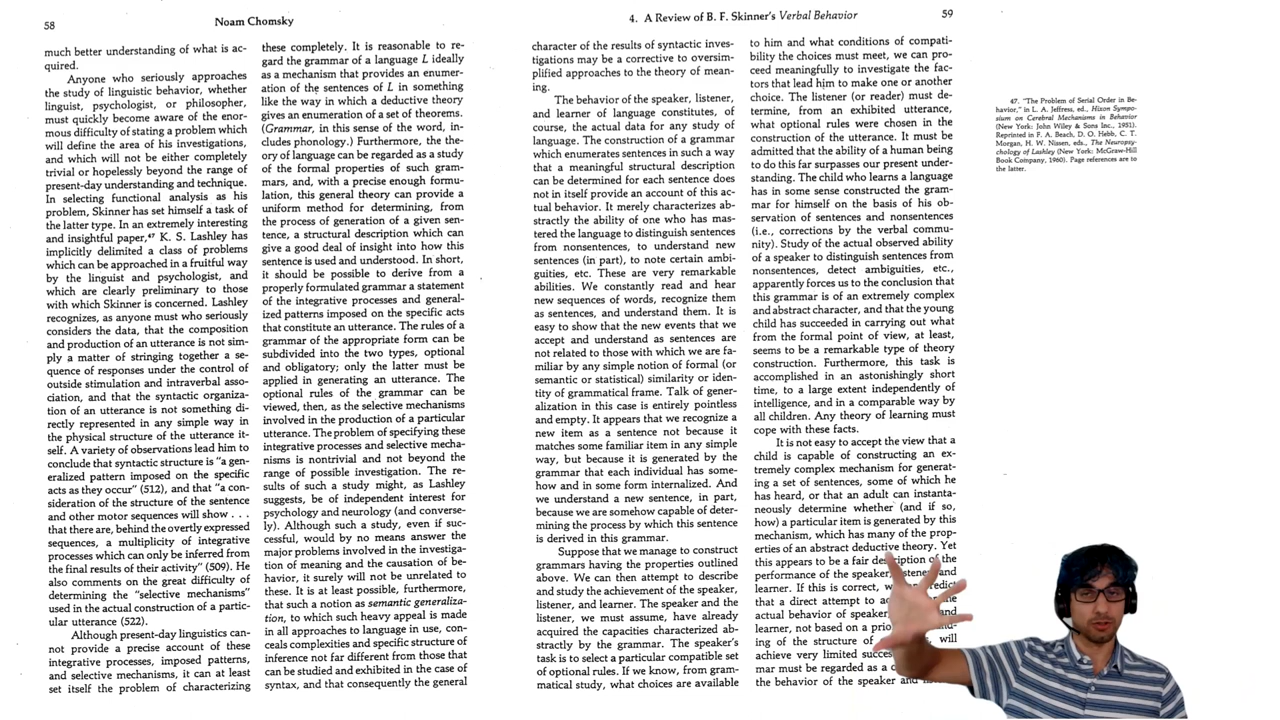 58
Noam Chomsky
much better understanding of what is ac-
quired.
Anyone who seriously approaches
the study of linguistic behavior, whether
linguist, psychologist, or philosopher,
must quickly become aware of the enor-
mous difficulty of stating a problem which
will define the area of his investigations,
and which will not be either completely
trivial or hopelessly beyond the range of
present-day understanding and technique.
In selecting functional analysis as his
problem, Skinner has set himself a task of
the latter type. In an extremely interesting
and insightful paper,⁴⁷ K. S. Lashley has
implicitly delimited a class of problems
which can be approached in a fruitful way
by the linguist and psychologist, and
which are clearly preliminary to those
with which Skinner is concerned. Lashley
recognizes, as anyone must who seriously
considers the data, that the composition
and production of an utterance is not sim-
ply a matter of stringing together a se-
quence of responses under the control of
outside stimulation and intraverbal asso-
ciation, and that the syntactic organiza-
tion of an utterance is not something di-
rectly represented in any simple way in
the physical structure of the utterance it-
self. A variety of observations lead him to
conclude that syntactic structure is "a gen-
eralized pattern imposed on the specific
acts as they occur" (512), and that "a con-
sideration of the structure of the sentence
and other motor sequences will show . . .
that there are, behind the overtly expressed
sequences, a multiplicity of integrative
processes which can only be inferred from
the final results of their activity" (509). He
also comments on the great difficulty of
determining the "selective mechanisms"
used in the actual construction of a partic-
ular utterance (522).
Although present-day linguistics can-
not provide a precise account of these
integrative processes, imposed patterns,
and selective mechanisms, it can at least
set itself the problem of characterizing
these completely. It is reasonable to re-
gard the grammar of a language L ideally
as a mechanism that provides an enumer-
ation of the sentences of L in something
like the way in which a deductive theory
gives an enumeration of a set of theorems.
(Grammar, in this sense of the word, in-
cludes phonology.) Furthermore, the the-
ory of language can be regarded as a study
of the formal properties of such gram-
mars, and, with a precise enough formu-
lation, this general theory can provide a
uniform method for determining, from
the process of generation of a given sen-
tence, a structural description which can
give a good deal of insight into how this
sentence is used and understood. In short,
it should be possible to derive from a
properly formulated grammar a statement
of the integrative processes and general-
ized patterns imposed on the specific acts
that constitute an utterance. The rules of a
grammar of the appropriate form can be
subdivided into the two types, optional
and obligatory; only the latter must be
applied in generating an utterance. The
optional rules of the grammar can be
viewed, then, as the selective mechanisms
involved in the production of a particular
utterance. The problem of specifying these
integrative processes and selective mecha-
nisms is nontrivial and not beyond the
range of possible investigation. The re-
sults of such a study might, as Lashley
suggests, be of independent interest for
psychology and neurology (and converse-
ly). Although such a study, even if suc-
cessful, would by no means answer the
major problems involved in the investiga-
tion of meaning and the causation of be-
havior, it surely will not be unrelated to
these. It is at least possible, furthermore,
that such a notion as semantic generaliza-
tion, to which such heavy appeal is made
in all approaches to language in use, con-
ceals complexities and specific structure of
inference not far different from those that
can be studied and exhibited in the case of
syntax, and that consequently the general
4. A Review of B. F. Skinner's Verbal Behavior
59
character of the results of syntactic inves-
tigations may be a corrective to oversim-
plified approaches to the theory of mean-
ing.
The behavior of the speaker, listener,
and learner of language constitutes, of
course, the actual data for any study of
language. The construction of a grammar
which enumerates sentences in such a way
that a meaningful structural description
can be determined for each sentence does
not in itself provide an account of this ac-
tual behavior. It merely characterizes ab-
stractly the ability of one who has mas-
tered the language to distinguish sentences
from nonsentences, to understand new
sentences (in part), to note certain ambi-
guities, etc. These are very remarkable
abilities. We constantly read and hear
new sequences of words, recognize them
as sentences, and understand them. It is
easy to show that the new events that we
accept and understand as sentences are
not related to those with which we are fa-
miliar by any simple notion of formal (or
semantic or statistical) similarity or iden-
tity of grammatical frame. Talk of gener-
alization in this case is entirely pointless
and empty. It appears that we recognize a
new item as a sentence not because it
matches some familiar item in any simple
way, but because it is generated by the
grammar that each individual has some-
how and in some form internalized. And
we understand a new sentence, in part,
because we are somehow capable of deter-
mining the process by which this sentence
is derived in this grammar.
Suppose that we manage to construct
grammars having the properties outlined
above. We can then attempt to describe
and study the achievement of the speaker,
listener, and learner. The speaker and the
listener, we must assume, have already
acquired the capacities characterized ab-
stractly by the grammar. The speaker's
task is to select a particular compatible set
of optional rules. If we know, from gram-
matical study, what choices are available
to him and what conditions of compati-
bility the choices must meet, we can pro-
ceed meaningfully to investigate the fac-
tors that lead him to make one or another
choice. The listener (or reader) must de-
termine, from an exhibited utterance,
what optional rules were chosen in the
construction of the utterance. It must be
admitted that the ability of a human being
to do this far surpasses our present under-
standing. The child who learns a language
has in some sense constructed the gram-
mar for himself on the basis of his ob-
servation of sentences and nonsentences
(i.e., corrections by the verbal commu-
nity). Study of the actual observed ability
of a speaker to distinguish sentences from
nonsentences, detect ambiguities, etc.,
apparently forces us to the conclusion that
this grammar is of an extremely complex
and abstract character, and that the young
child has succeeded in carrying out what
from the formal point of view, at least,
seems to be a remarkable type of theory
construction. Furthermore, this task is
accomplished in an astonishingly short
time, to a large extent independently of
intelligence, and in a comparable way by
all children. Any theory of learning must
cope with these facts.
It is not easy to accept the view that a
child is capable of constructing an ex-
tremely complex mechanism for generat-
ing a set of sentences, some of which he
has heard, or that an adult can instanta-
neously determine whether (and if so,
how) a particular item is generated by this
mechanism, which has many of the prop-
erties of an abstract deductive theory. Yet
this appears to be a fair description of the
performance of the speaker, listener, and
learner. If this is correct, we can predict
that a direct attempt to
actual behavior of speaker, and
learner, not based on a
ing of the structure of will
achieve very limited
mar must be regarded as a
the behavior of the speaker and
47. "The Problem of Serial Order in Be-
havior," in L. A. Jeffress, ed., Hixon Sympo-
sium on Cerebral Mechanisms in Behavior
(New York: John Wiley & Sons Inc., 1951).
Reprinted in F. A. Beach, D. O. Hebb, C. T.
Morgan, H. W. Nissen, eds., The Neuropsy-
chology of Lashley (New York: McGraw-Hill
Book Company, 1960). Page references are to
the latter.